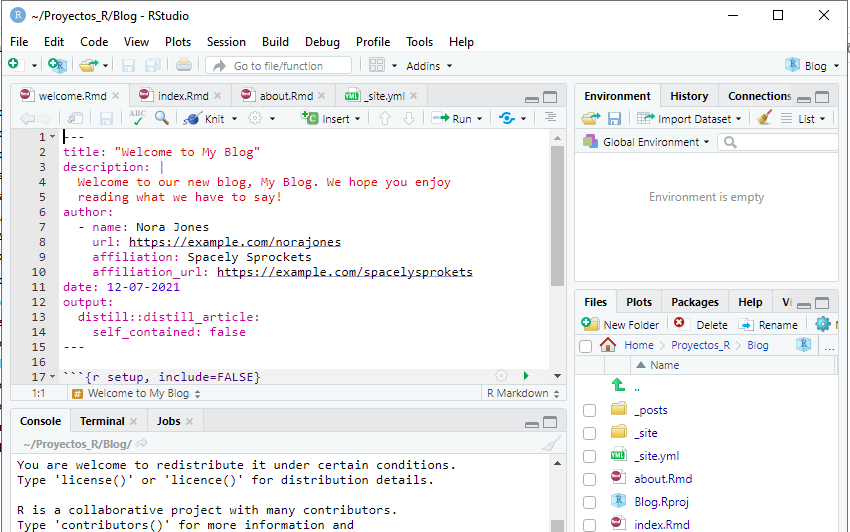 ~/Proyectos_R/Blog - RStudio
File Edit Code View Plots Session Build Debug Profile Tools Help
Go to file/function Addins Blog
welcome.Rmd index.Rmd about.Rmd _site.yml
ABC Knit Insert Run
1 ---
2 title: "Welcome to My Blog"
3 description: |
4 Welcome to our new blog, My Blog. We hope you enjoy
5 reading what we have to say!
6 author:
7 - name: Nora Jones
8 url: https://example.com/norajones
9 affiliation: Spacely Sprockets
10 affiliation_url: https://example.com/spacelysprokets
11 date: 12-07-2021
12 output:
13 distill::distill_article:
14 self_contained: false
15 ---
16
17 ```{r setup, include=FALSE}
1:1 # Welcome to My Blog R Markdown
Console Terminal Jobs
~/Proyectos_R/Blog/
You are welcome to redistribute it under certain conditions.
Type 'license()' or 'licence()' for distribution details.
R is a collaborative project with many contributors.
Type 'contributors()' for more information and
Environment History Connections
Import Dataset List
Global Environment
Environment is empty
Files Plots Packages Help Vi
New Folder Delete Rename
Home Proyectos_R Blog ...
Name
..
_posts
_site
_site.yml
about.Rmd
Blog.Rproj
index.Rmd